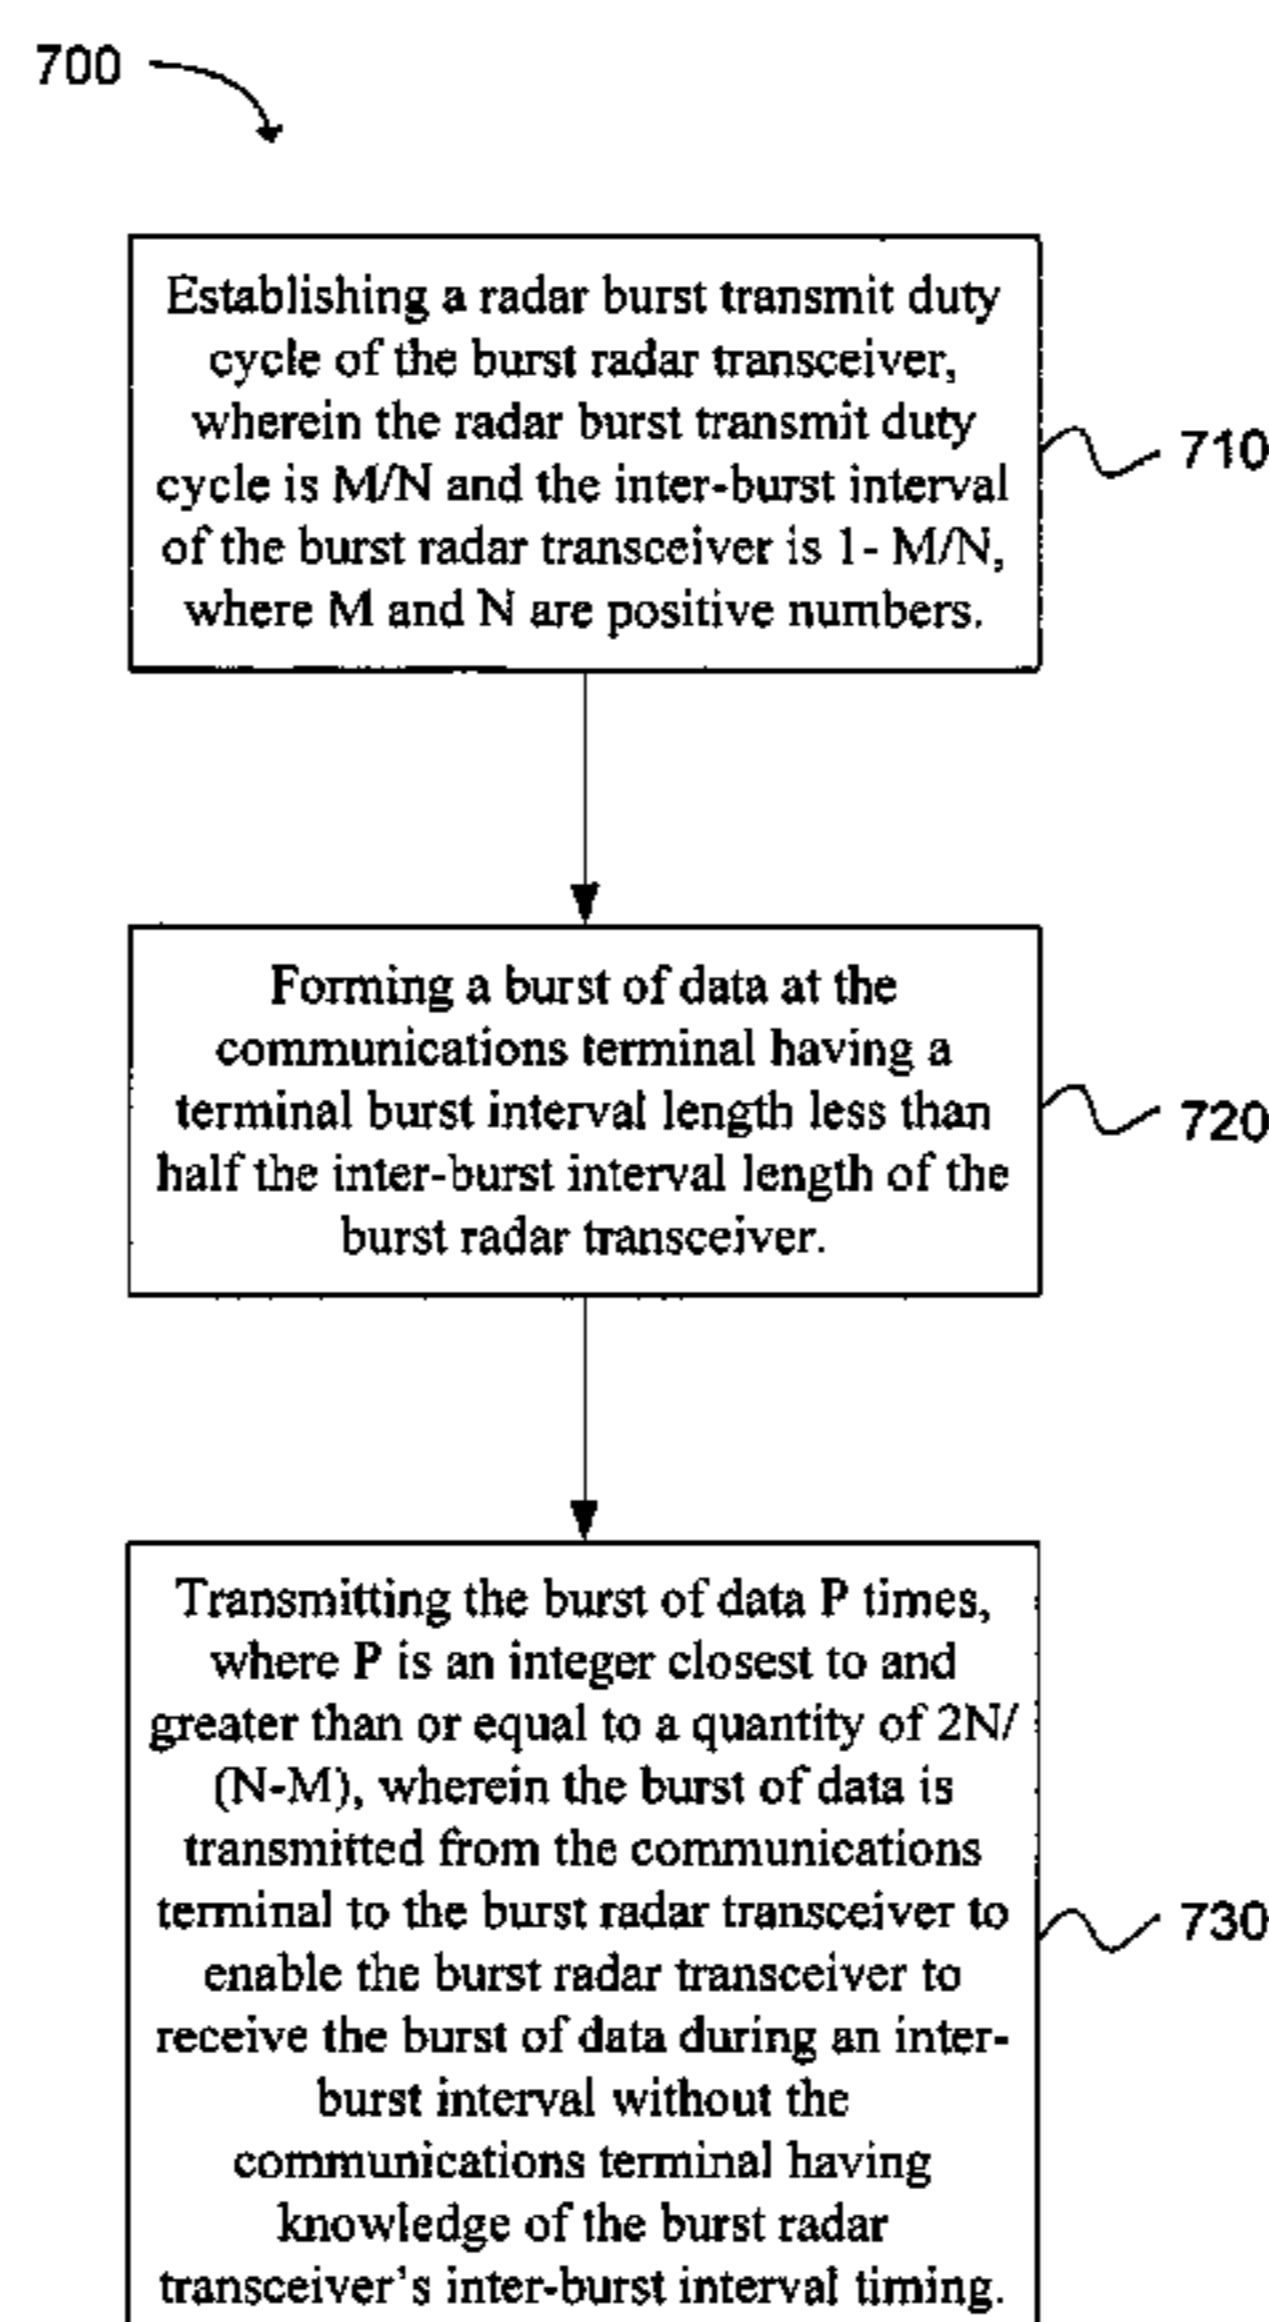 700
Establishing a radar burst transmit duty
cycle of the burst radar transceiver,
wherein the radar burst transmit duty
cycle is M/N and the inter-burst interval
of the burst radar transceiver is 1- M/N,
where M and N are positive numbers.
710
Forming a burst of data at the
communications terminal having a
terminal burst interval length less than
half the inter-burst interval length of the
burst radar transceiver.
720
Transmitting the burst of data P times,
where P is an integer closest to and
greater than or equal to a quantity of 2N/
(N-M), wherein the burst of data is
transmitted from the communications
terminal to the burst radar transceiver to
enable the burst radar transceiver to
receive the burst of data during an inter-
burst interval without the
communications terminal having
knowledge of the burst radar
transceiver's inter-burst interval timing.
730